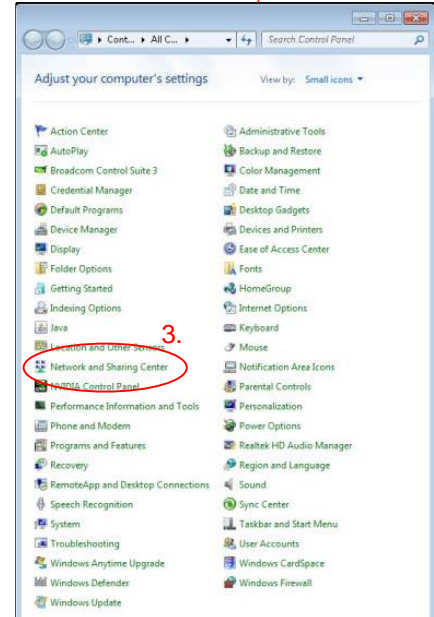 Cont... All C...
Search Control Panel
Adjust your computer's settings
View by: Small icons
Action Center
Administrative Tools
AutoPlay
Backup and Restore
Broadcom Control Suite 3
Color Management
Credential Manager
Date and Time
Default Programs
Desktop Gadgets
Device Manager
Devices and Printers
Display
Ease of Access Center
Folder Options
Fonts
Getting Started
HomeGroup
Indexing Options
Internet Options
Java
Keyboard
3.
Location and Other Sensors
Mouse
Network and Sharing Center
Notification Area Icons
NVIDIA Control Panel
Parental Controls
Performance Information and Tools
Personalization
Phone and Modem
Power Options
Programs and Features
Realtek HD Audio Manager
Recovery
Region and Language
RemoteApp and Desktop Connections
Sound
Speech Recognition
Sync Center
System
Taskbar and Start Menu
Troubleshooting
User Accounts
Windows Anytime Upgrade
Windows CardSpace
Windows Defender
Windows Firewall
Windows Update